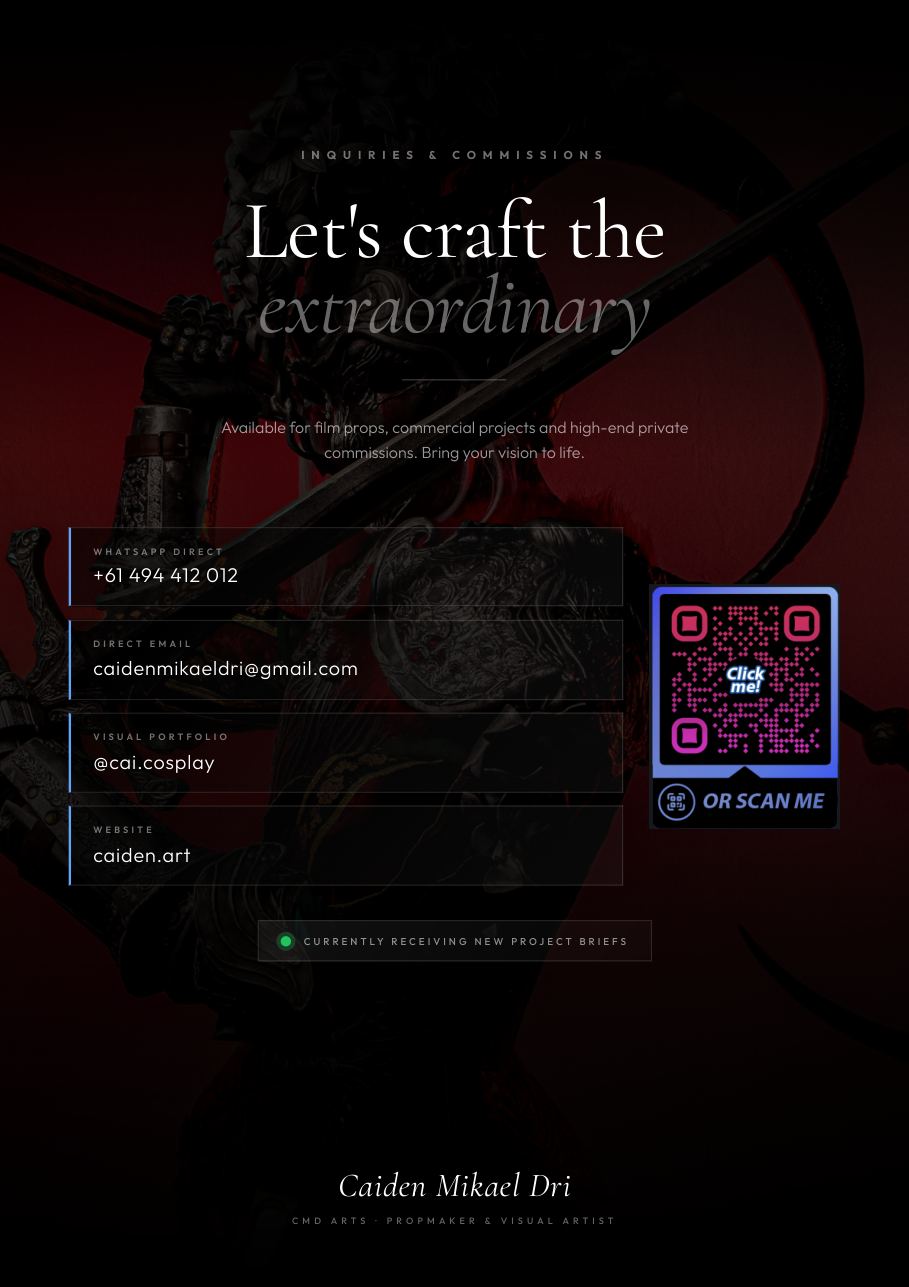 INQUIRIES & COMMISSIONS
Let's craft the
extraordinary
Available for film props, commercial projects and high-end private
commissions. Bring your vision to life.
WHATSAPP DIRECT
+61 494 412 012
DIRECT EMAIL
caidenmikaeldri@gmail.com
VISUAL PORTFOLIO
@cai.cosplay
WEBSITE
caiden.art
Click
me!
OR SCAN ME
CURRENTLY RECEIVING NEW PROJECT BRIEFS
Caiden Mikael Dri
CMD ARTS · PROPMAKER & VISUAL ARTIST